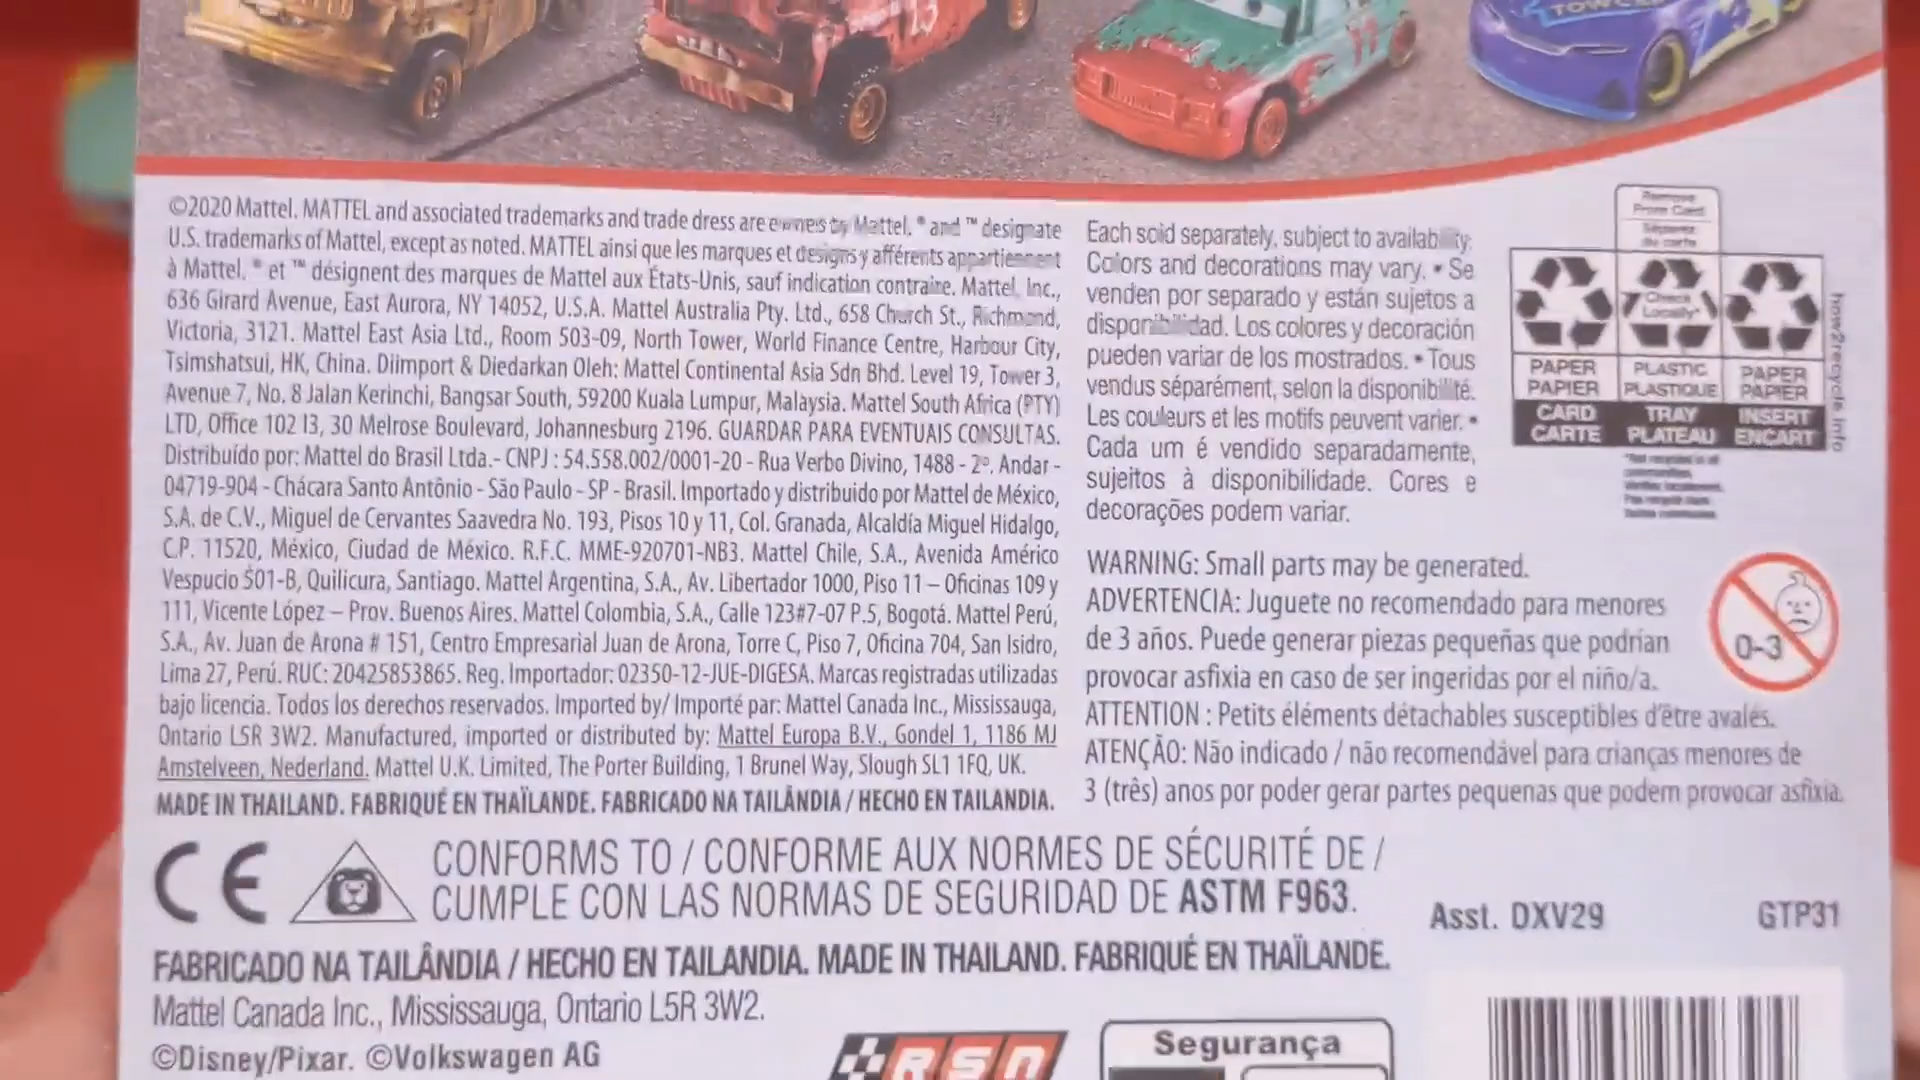 ©2020 Mattel. MATTEL and associated trademarks and trade dress are owned by Mattel. ® and ™ designate
U.S. trademarks of Mattel, except as noted. MATTEL ainsi que les marques et designs y afférents appartiennent
à Mattel. ® et ™ désignent des marques de Mattel aux États-Unis, sauf indication contraire. Mattel, Inc.,
636 Girard Avenue, East Aurora, NY 14052, U.S.A. Mattel Australia Pty. Ltd., 658 Church St., Richmond,
Victoria, 3121. Mattel East Asia Ltd., Room 503-09, North Tower, World Finance Centre, Harbour City,
Tsimshatsui, HK, China. Diimport & Diedarkan Oleh: Mattel Continental Asia Sdn Bhd. Level 19, Tower 3,
Avenue 7, No. 8 Jalan Kerinchi, Bangsar South, 59200 Kuala Lumpur, Malaysia. Mattel South Africa (PTY)
LTD, Office 102 I3, 30 Melrose Boulevard, Johannesburg 2196. GUARDAR PARA EVENTUAIS CONSULTAS.
Distribuído por: Mattel do Brasil Ltda.- CNPJ : 54.558.002/0001-20 - Rua Verbo Divino, 1488 - 2º. Andar -
04719-904 - Chácara Santo Antônio - São Paulo - SP - Brasil. Importado y distribuido por Mattel de México,
S.A. de C.V., Miguel de Cervantes Saavedra No. 193, Pisos 10 y 11, Col. Granada, Alcaldía Miguel Hidalgo,
C.P. 11520, México, Ciudad de México. R.F.C. MME-920701-NB3. Mattel Chile, S.A., Avenida Américo
Vespucio 501-B, Quilicura, Santiago. Mattel Argentina, S.A., Av. Libertador 1000, Piso 11 – Oficinas 109 y
111, Vicente López – Prov. Buenos Aires. Mattel Colombia, S.A., Calle 123#7-07 P.5, Bogotá. Mattel Perú,
S.A., Av. Juan de Arona # 151, Centro Empresarial Juan de Arona, Torre C, Piso 7, Oficina 704, San Isidro,
Lima 27, Perú. RUC: 20425853865. Reg. Importador: 02350-12-JUE-DIGESA. Marcas registradas utilizadas
bajo licencia. Todos los derechos reservados. Imported by/ Importé par: Mattel Canada Inc., Mississauga,
Ontario L5R 3W2. Manufactured, imported or distributed by: Mattel Europa B.V., Gondel 1, 1186 MJ
Amstelveen, Nederland. Mattel U.K. Limited, The Porter Building, 1 Brunel Way, Slough SL1 1FQ, UK.
MADE IN THAILAND. FABRIQUÉ EN THAÏLANDE. FABRICADO NA TAILÂNDIA / HECHO EN TAILANDIA.
Each sold separately, subject to availability.
Colors and decorations may vary. • Se
venden por separado y están sujetos a
disponibilidad. Los colores y decoración
pueden variar de los mostrados. • Tous
vendus séparément, selon la disponibilité.
Les couleurs et les motifs peuvent varier. •
Cada um é vendido separadamente,
sujeitos à disponibilidade. Cores e
decorações podem variar.
Remove
From Card
Séparez
du carte
Check
Locally*
PAPER
PAPIER
CARD
CARTE
PLASTIC
PLASTIQUE
TRAY
PLATEAU
PAPER
PAPIER
INSERT
ENCART
how2recycle.info
WARNING: Small parts may be generated.
ADVERTENCIA: Juguete no recomendado para menores
de 3 años. Puede generar piezas pequeñas que podrían
provocar asfixia en caso de ser ingeridas por el niño/a.
ATTENTION : Petits éléments détachables susceptibles d'être avalés.
ATENÇÃO: Não indicado / não recomendável para crianças menores de
3 (três) anos por poder gerar partes pequenas que podem provocar asfixia.
0-3
CE
CONFORMS TO / CONFORME AUX NORMES DE SÉCURITÉ DE /
CUMPLE CON LAS NORMAS DE SEGURIDAD DE ASTM F963.
Asst. DXV29
GTP31
FABRICADO NA TAILÂNDIA / HECHO EN TAILANDIA. MADE IN THAILAND. FABRIQUÉ EN THAÏLANDE.
Mattel Canada Inc., Mississauga, Ontario L5R 3W2.
©Disney/Pixar. ©Volkswagen AG
RSN
Segurança